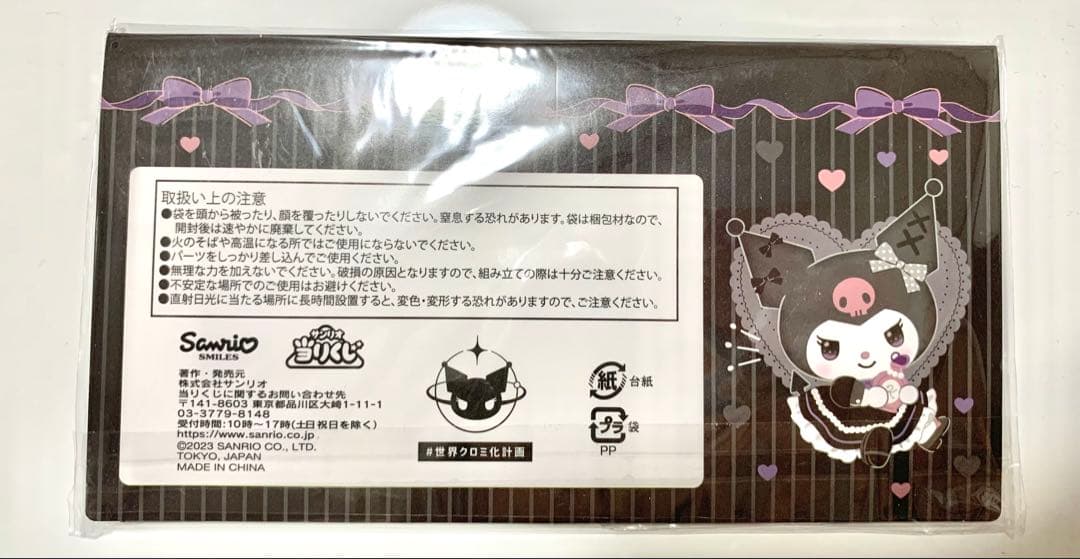 取扱い上の注意
●袋を頭から被ったり、顔を覆ったりしないでください。窒息する恐れがあります。袋は梱包材なので、
開封後は速やかに廃棄してください。
●火のそばや高温になる所ではご使用にならないでください。
●パーツをしっかり差し込んでご使用ください。
●無理な力を加えないでください。破損の原因となりますので、組み立ての際は十分ご注意ください。
●不安定な場所でのご使用はお避けください。
●直射日光に当たる場所に長時間設置すると、変色・変形する恐れがありますので、ご注意ください。
Sanrio
SMILES
サンリオ
当りくじ
著作・発売元
株式会社サンリオ
当りくじに関するお問い合わせ先
〒141-8603 東京都品川区大崎1-11-1
03-3779-8148
受付時間:10時~17時(土日祝日を除く)
https://www.sanrio.co.jp
©2023 SANRIO CO., LTD.
TOKYO, JAPAN
MADE IN CHINA
#世界クロミ化計画
紙 台紙
プラ 袋
PP